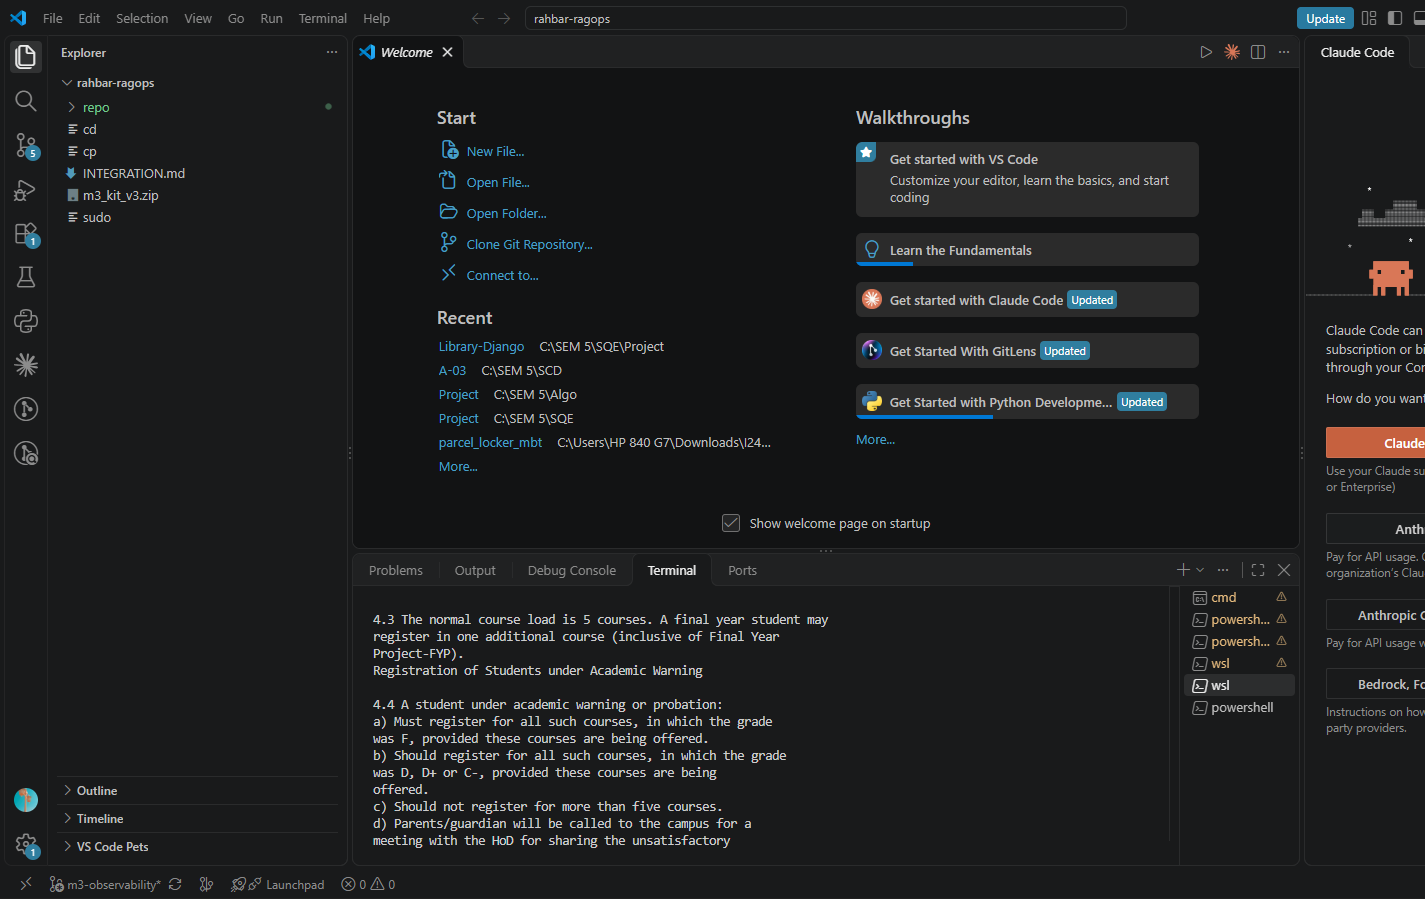 File Edit Selection View Go Run Terminal Help
rahbar-ragops
Update
Explorer
rahbar-ragops
repo
cd
cp
INTEGRATION.md
m3_kit_v3.zip
sudo
5
1
Outline
Timeline
VS Code Pets
1
Welcome
Start
New File...
Open File...
Open Folder...
Clone Git Repository...
Connect to...
Recent
Library-Django C:\SEM 5\SQE\Project
A-03 C:\SEM 5\SCD
Project C:\SEM 5\Algo
Project C:\SEM 5\SQE
parcel_locker_mbt C:\Users\HP 840 G7\Downloads\I24...
More...
Walkthroughs
Get started with VS Code
Customize your editor, learn the basics, and start
coding
Learn the Fundamentals
Get started with Claude Code Updated
Get Started With GitLens Updated
Get Started with Python Developme... Updated
More...
Show welcome page on startup
Problems Output Debug Console Terminal Ports
4.3 The normal course load is 5 courses. A final year student may
register in one additional course (inclusive of Final Year
Project-FYP).
Registration of Students under Academic Warning
4.4 A student under academic warning or probation:
a) Must register for all such courses, in which the grade
was F, provided these courses are being offered.
b) Should register for all such courses, in which the grade
was D, D+ or C-, provided these courses are being
offered.
c) Should not register for more than five courses.
d) Parents/guardian will be called to the campus for a
meeting with the HoD for sharing the unsatisfactory
cmd
powersh...
powersh...
wsl
wsl
powershell
Claude Code
Claude Code can
subscription or bi
through your Con
How do you want
Claude
Use your Claude su
or Enterprise)
Anth
Pay for API usage. C
organization's Clau
Anthropic C
Pay for API usage w
Bedrock, Fo
Instructions on how
party providers.
m3-observability* Launchpad 0 0